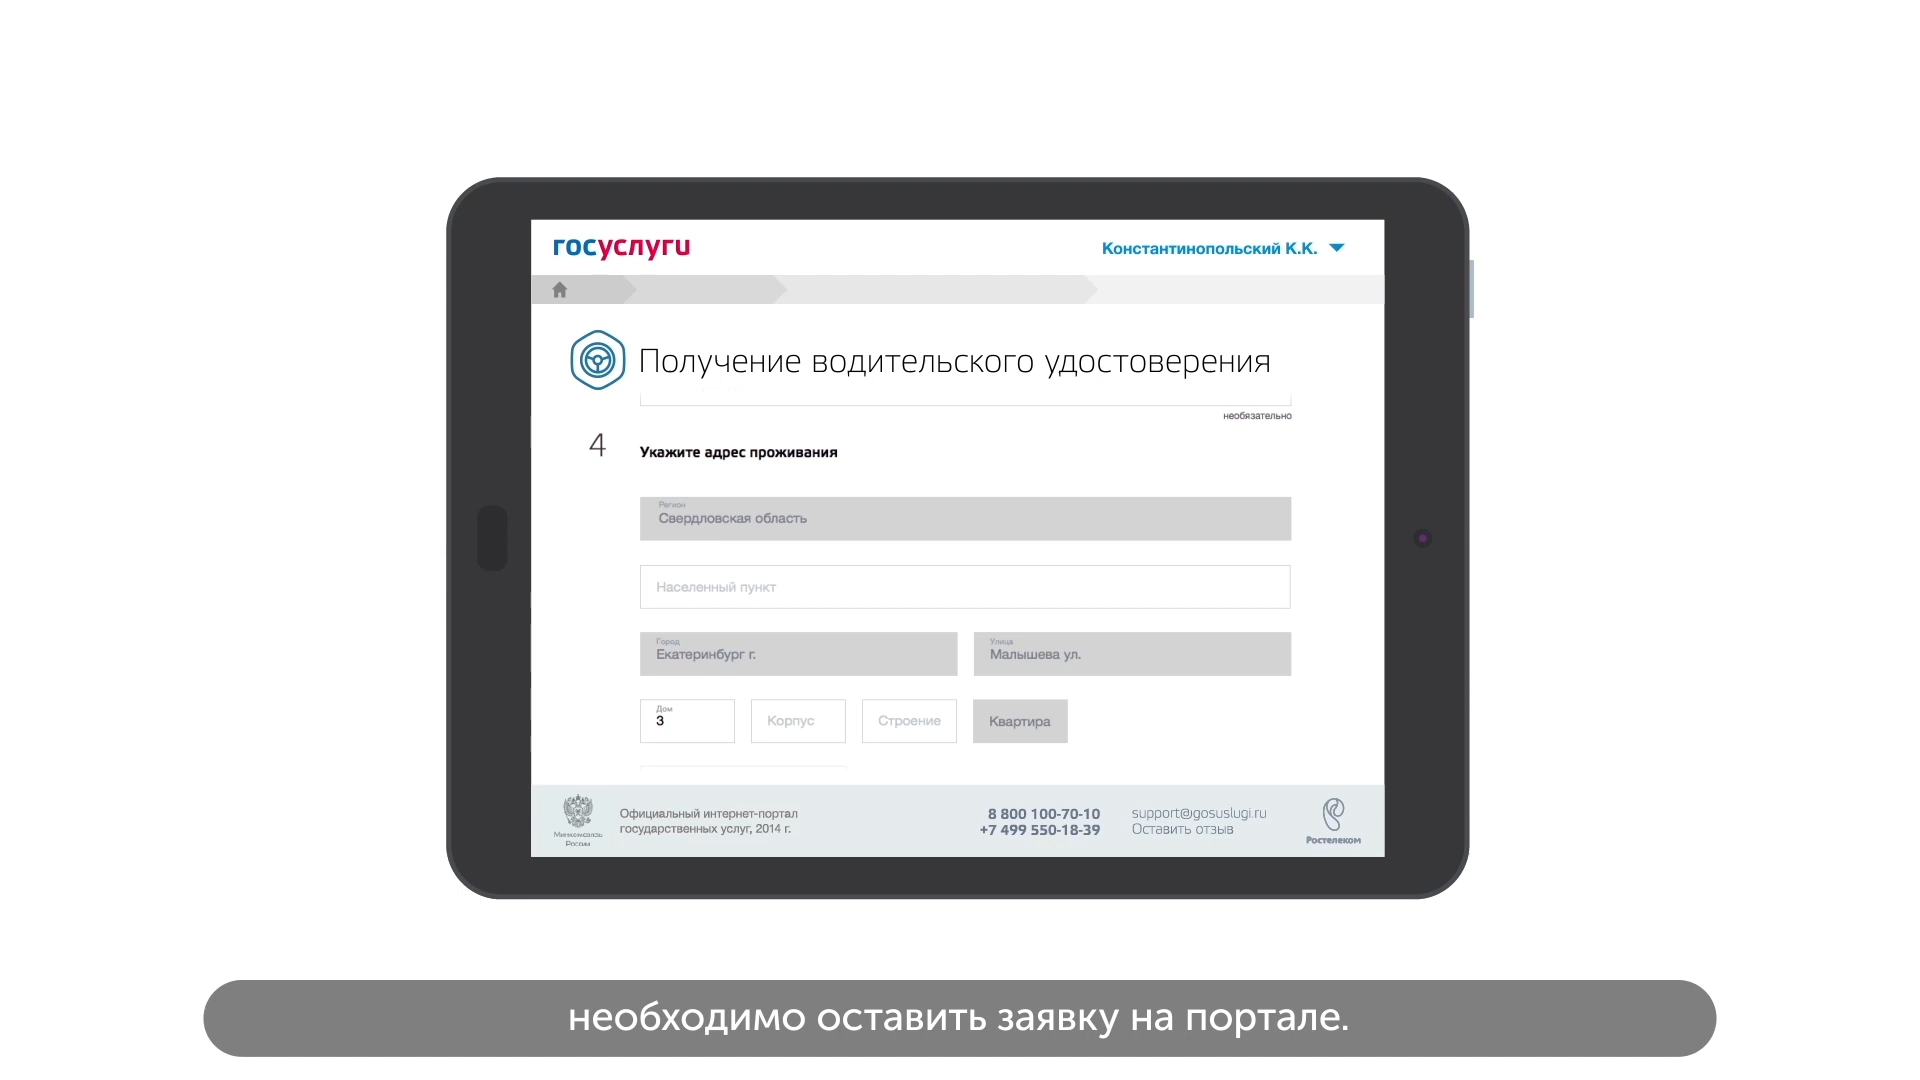 госуслуги
Константинопольский К.К.
Получение водительского удостоверения
необязательно
4
Укажите адрес проживания
Регион
Свердловская область
Населенный пункт
Город
Екатеринбург г.
Улица
Малышева ул.
Дом
3
Корпус
Строение
Квартира
Минкомсвязь
России
Официальный интернет-портал
государственных услуг, 2014 г.
8 800 100-70-10
+7 499 550-18-39
support@gosuslugi.ru
Оставить отзыв
Ростелеком
необходимо оставить заявку на портале.